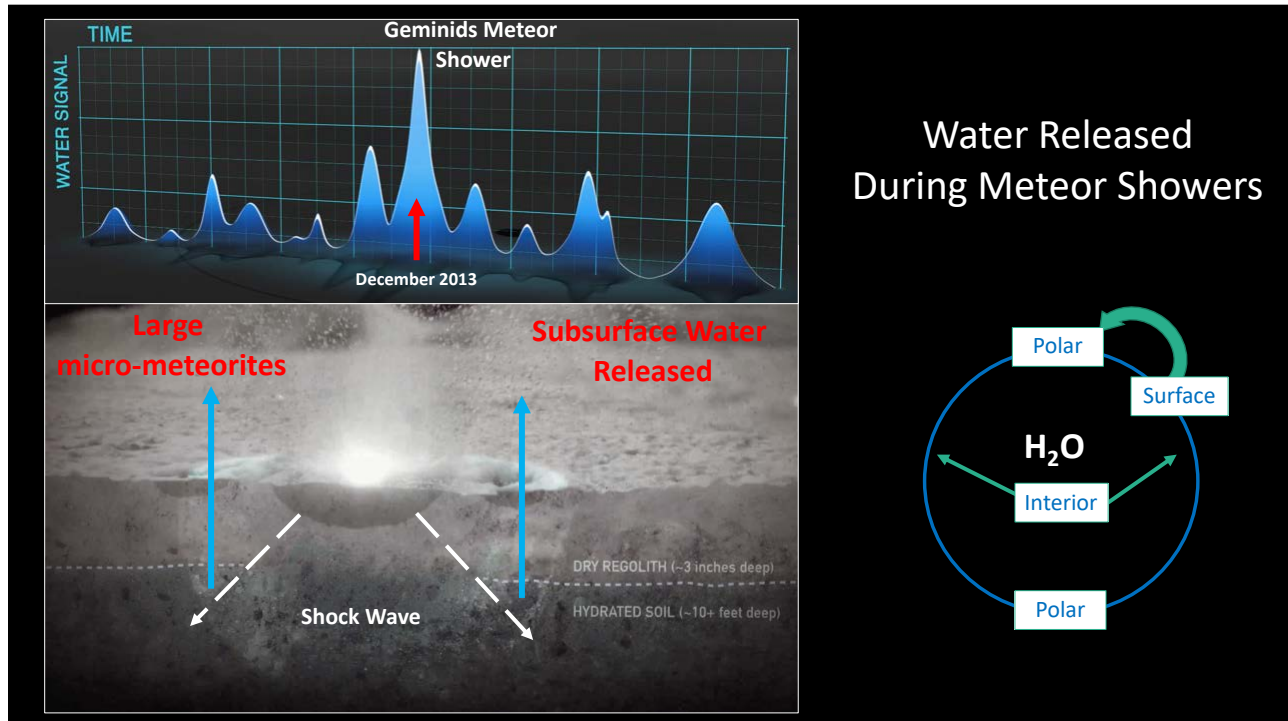 TIME
Geminids Meteor
Shower
WATER SIGNAL
December 2013
Large
micro-meteorites
Subsurface Water
Released
DRY REGOLITH (~3 inches deep)
HYDRATED SOIL (~10+ feet deep)
Shock Wave
Water Released
During Meteor Showers
Polar
Surface
H₂O
Interior
Polar